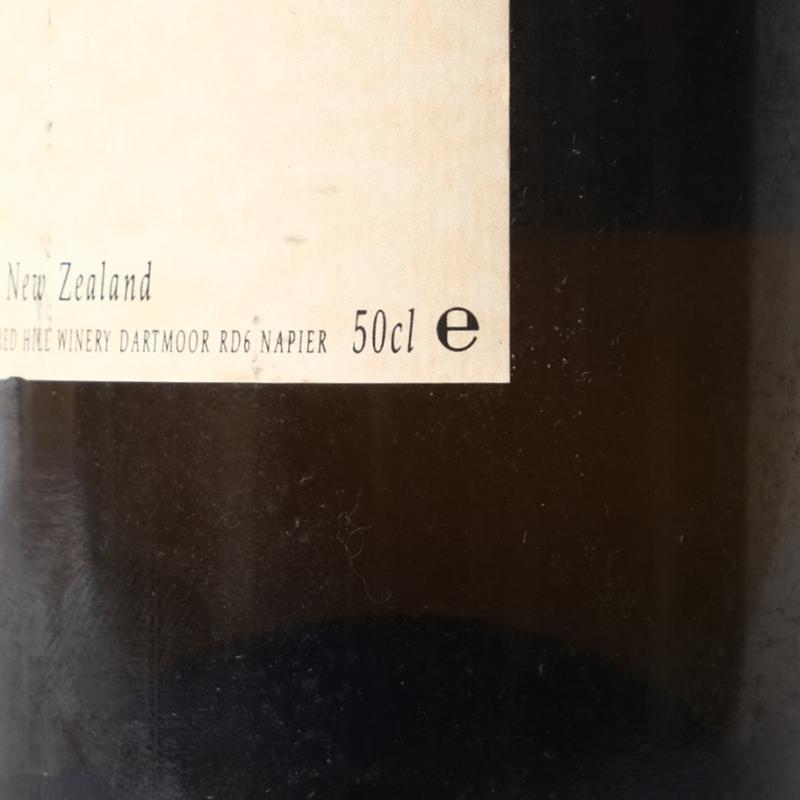 New Zealand
HILL WINERY DARTMOOR RD6 NAPIER 50cl ℮